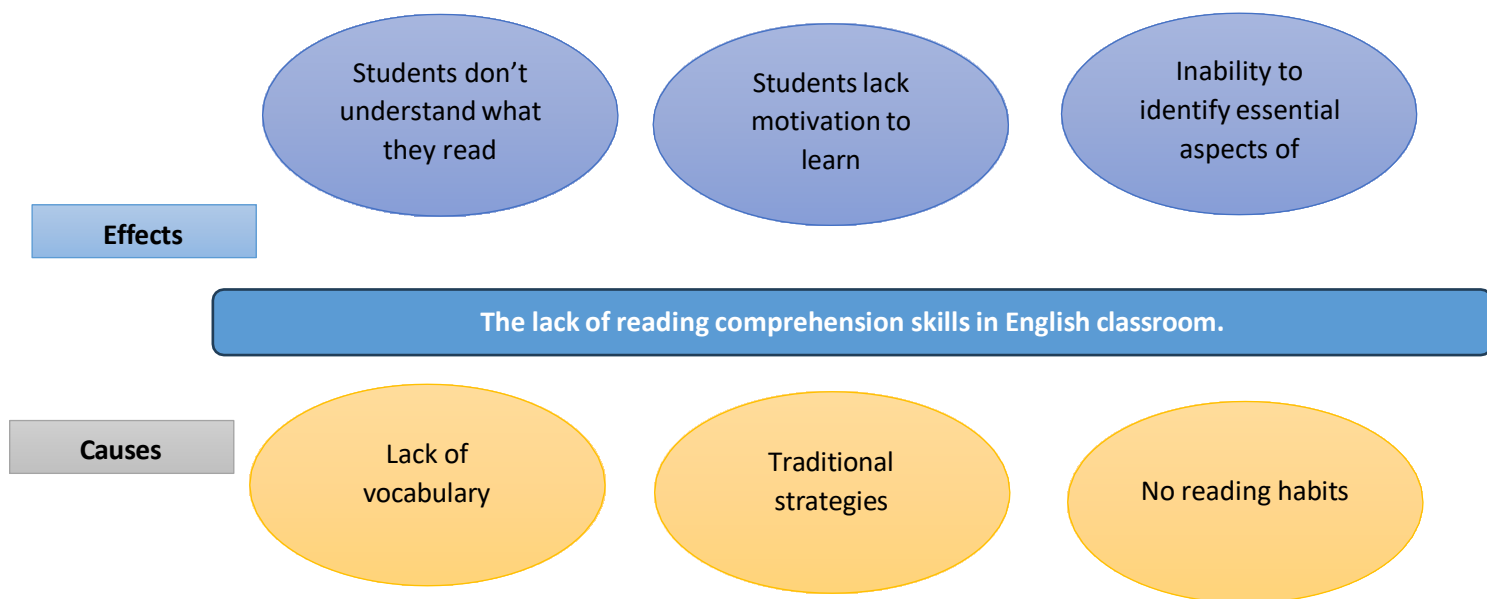 Students don’t
understand what
they read
Students lack
motivation to
learn
Inability to
identify essential
aspects of
Effects
The lack of reading comprehension skills in English classroom.
Causes
Lack of
vocabulary
Traditional
strategies
No reading habits